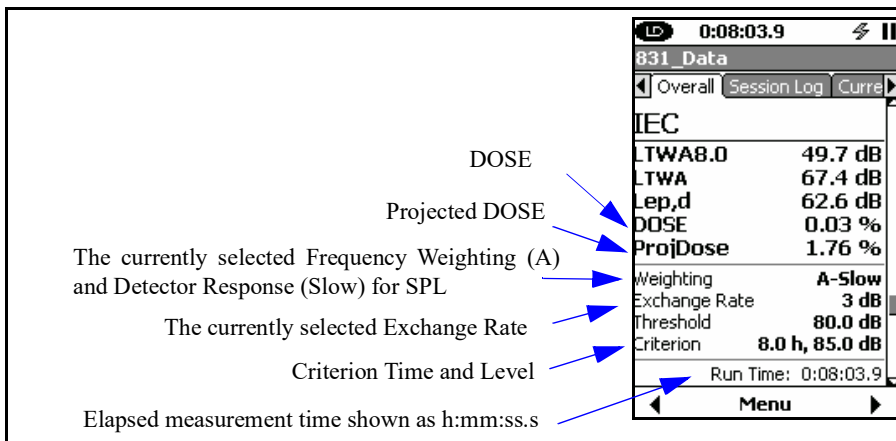 DOSE
Projected DOSE
The currently selected Frequency Weighting (A)
and Detector Response (Slow) for SPL
The currently selected Exchange Rate
Criterion Time and Level
Elapsed measurement time shown as h:mm:ss.s
LD 0:08:03.9
831_Data
Overall Session Log Curre
IEC
LTWA8.0 49.7 dB
LTWA 67.4 dB
Lep,d 62.6 dB
DOSE 0.03 %
ProjDose 1.76 %
Weighting A-Slow
Exchange Rate 3 dB
Threshold 80.0 dB
Criterion 8.0 h, 85.0 dB
Run Time: 0:08:03.9
Menu